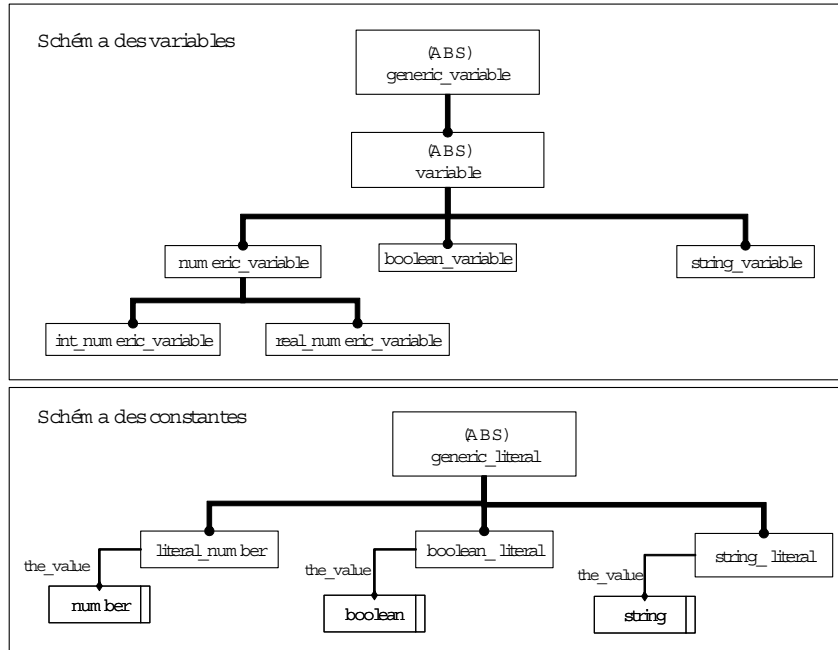 Schéma des variables
(ABS)
generic_variable
(ABS)
variable
numeric_variable
boolean_variable
string_variable
int_numeric_variable
real_numeric_variable
Schéma des constantes
(ABS)
generic_literal
literal_number
boolean_literal
string_literal
the_value
the_value
the_value
number
boolean
string